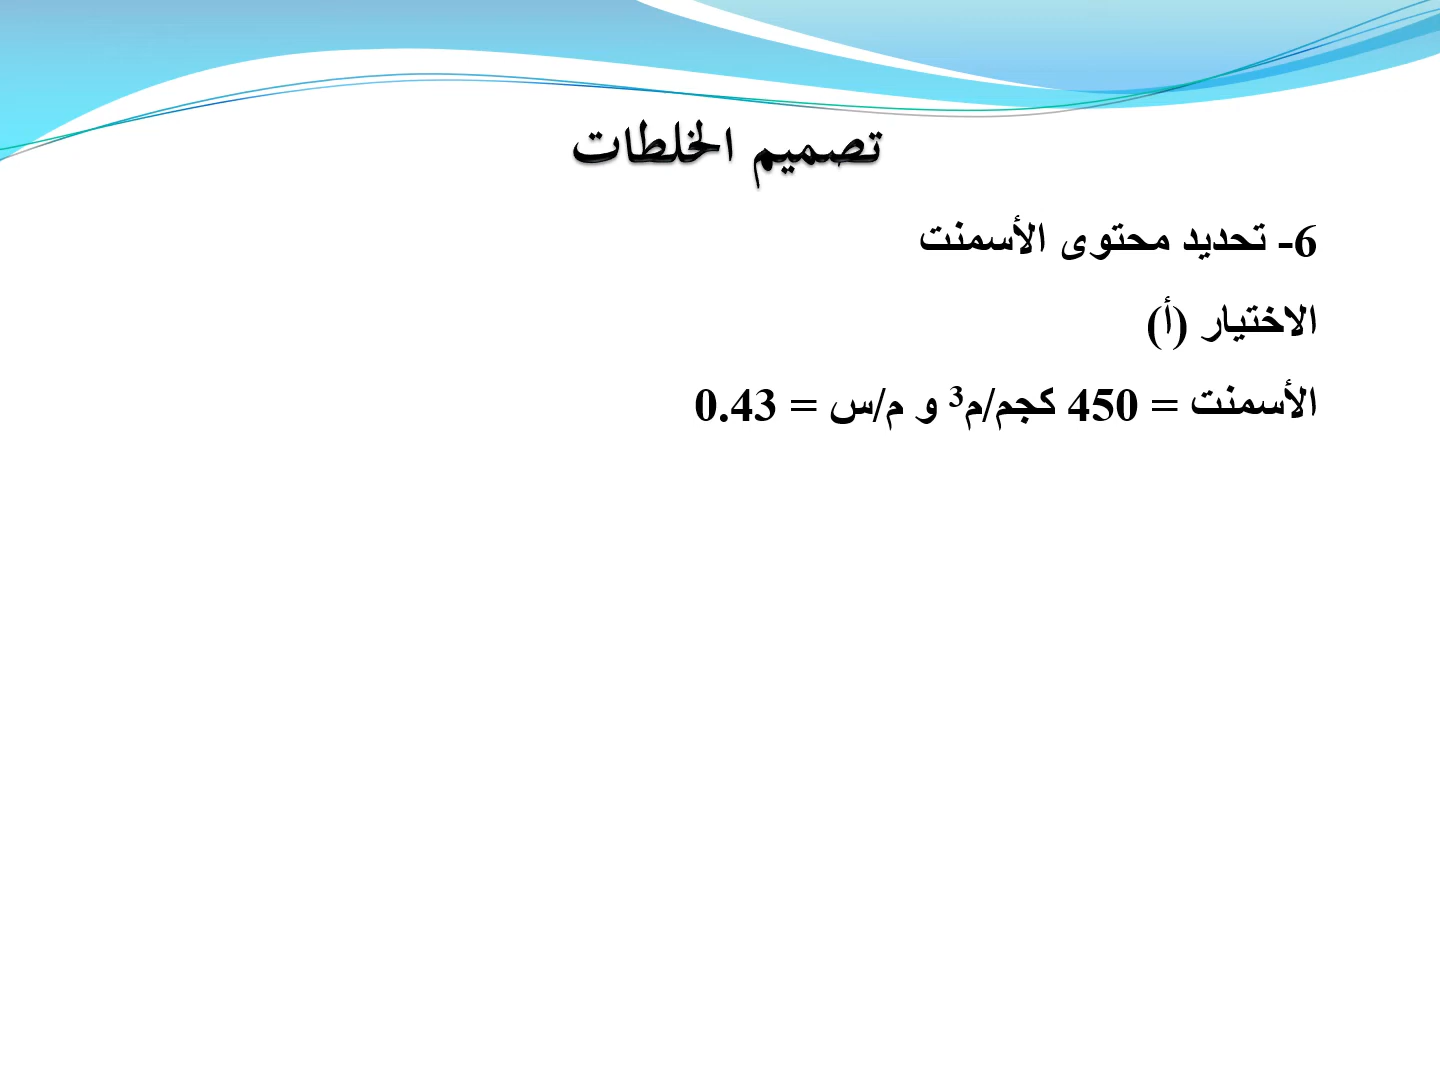 تصميم الخلطات
6- تحديد محتوى الأسمنت
الاختيار (أ)
الأسمنت = 450 كجم/م³ و م/س = 0.43